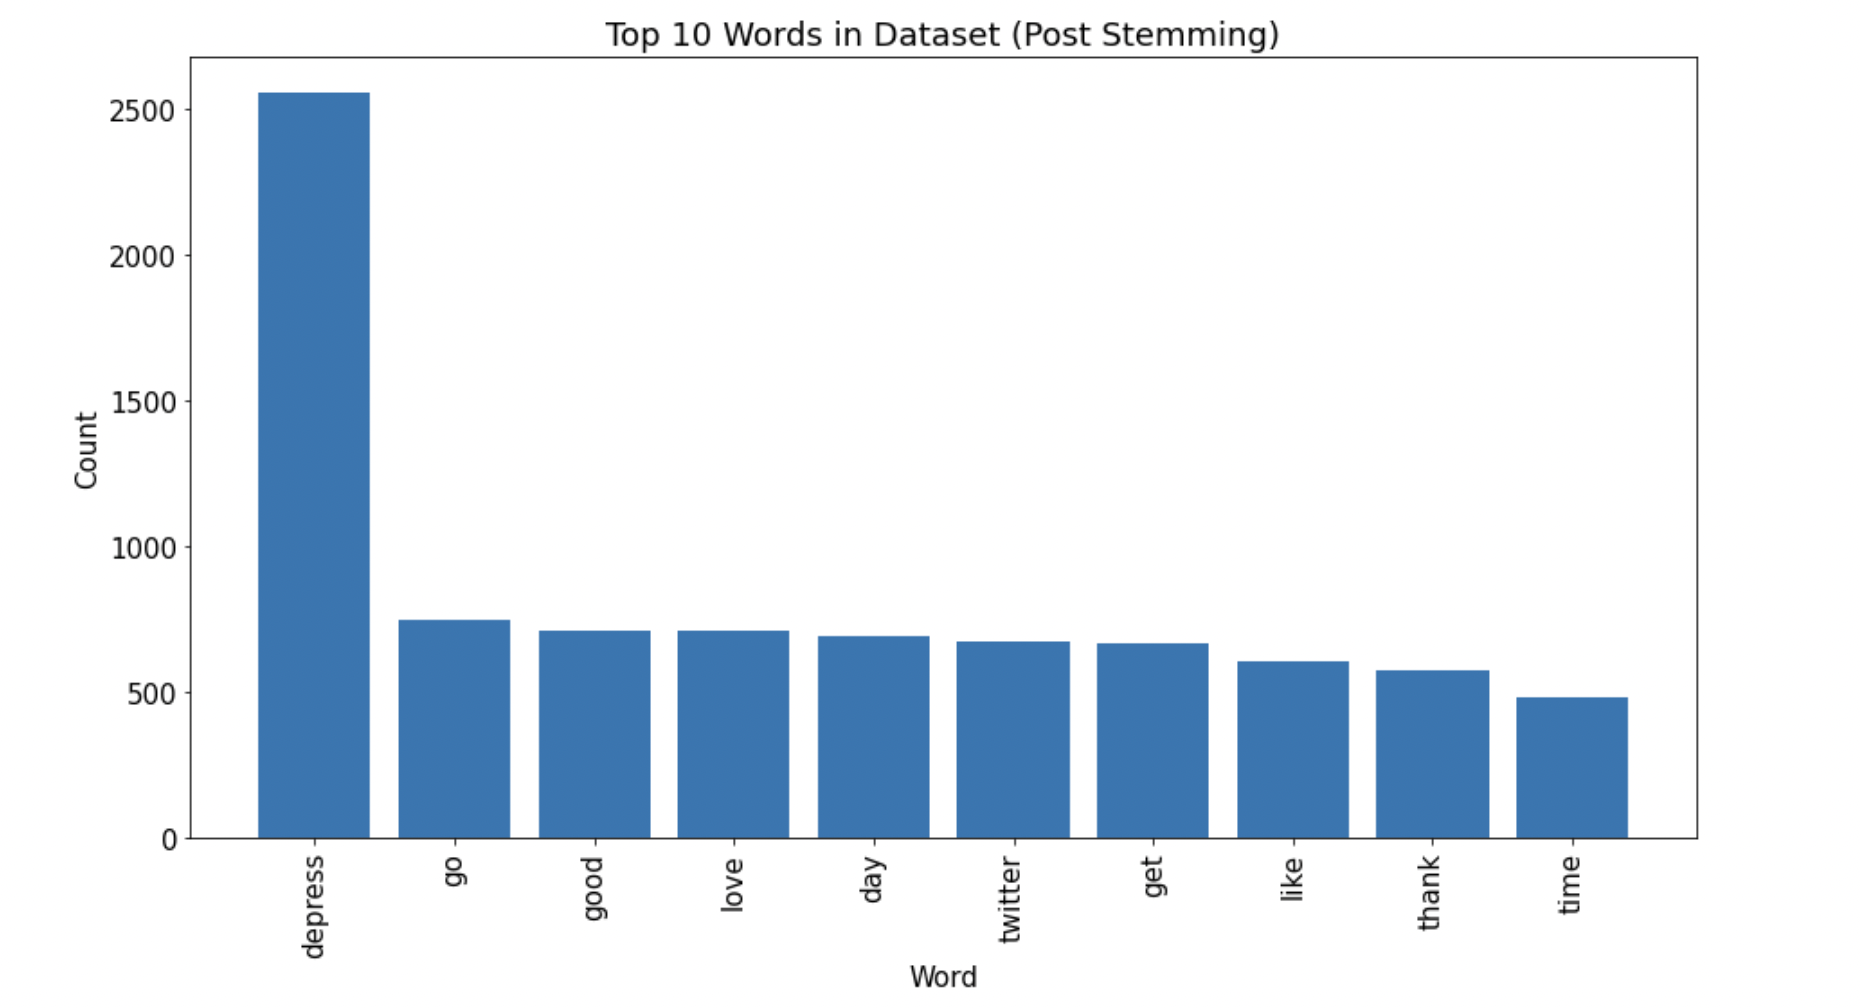 Top 10 Words in Dataset (Post Stemming)
2500
2000
1500
1000
500
0
Count
depress
go
good
love
day
twitter
get
like
thank
time
Word